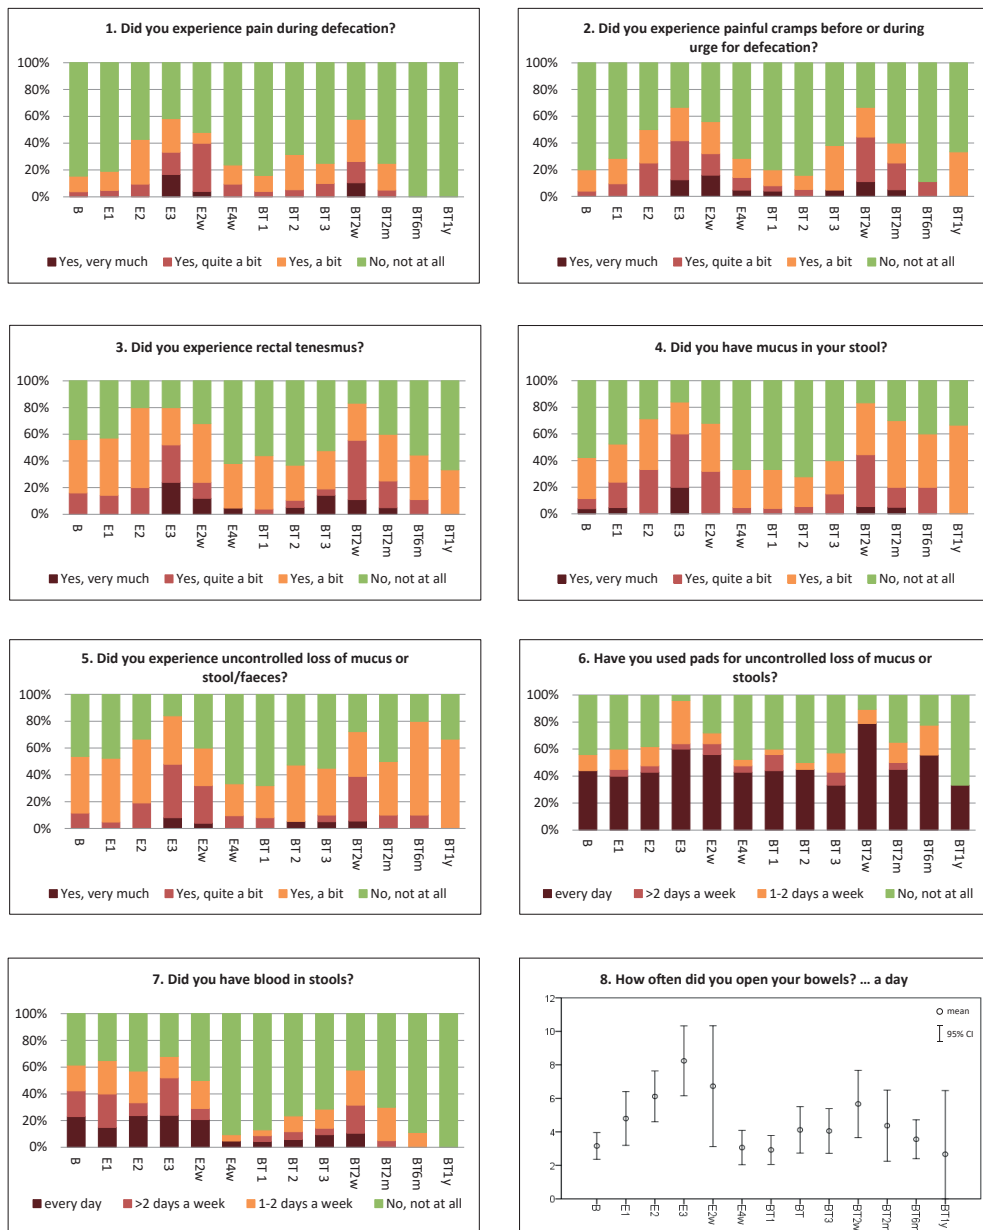 1. Did you experience pain during defecation?
100%
80%
60%
40%
20%
0%
B E1 E2 E3 E2w E4w BT 1 BT 2 BT 3 BT2w BT2m BT6m BT1y
Yes, very much Yes, quite a bit Yes, a bit No, not at all
2. Did you experience painful cramps before or during
urge for defecation?
100%
80%
60%
40%
20%
0%
B E1 E2 E3 E2w E4w BT 1 BT 2 BT 3 BT2w BT2m BT6m BT1y
Yes, very much Yes, quite a bit Yes, a bit No, not at all
3. Did you experience rectal tenesmus?
100%
80%
60%
40%
20%
0%
B E1 E2 E3 E2w E4w BT 1 BT 2 BT 3 BT2w BT2m BT6m BT1y
Yes, very much Yes, quite a bit Yes, a bit No, not at all
4. Did you have mucus in your stool?
100%
80%
60%
40%
20%
0%
B E1 E2 E3 E2w E4w BT 1 BT 2 BT 3 BT2w BT2m BT6m BT1y
Yes, very much Yes, quite a bit Yes, a bit No, not at all
5. Did you experience uncontrolled loss of mucus or
stool/faeces?
100%
80%
60%
40%
20%
0%
B E1 E2 E3 E2w E4w BT 1 BT 2 BT 3 BT2w BT2m BT6m BT1y
Yes, very much Yes, quite a bit Yes, a bit No, not at all
6. Have you used pads for uncontrolled loss of mucus or
stools?
100%
80%
60%
40%
20%
0%
B E1 E2 E3 E2w E4w BT 1 BT 2 BT 3 BT2w BT2m BT6m BT1y
every day >2 days a week 1-2 days a week No, not at all
7. Did you have blood in stools?
100%
80%
60%
40%
20%
0%
B E1 E2 E3 E2w E4w BT 1 BT 2 BT 3 BT2w BT2m BT6m BT1y
every day >2 days a week 1-2 days a week No, not at all
8. How often did you open your bowels? ... a day
12
10
8
6
4
2
0
mean
95% CI
B E1 E2 E3 E2w E4w BT1 BT BT3 BT2w BT2m BT6m BT1y